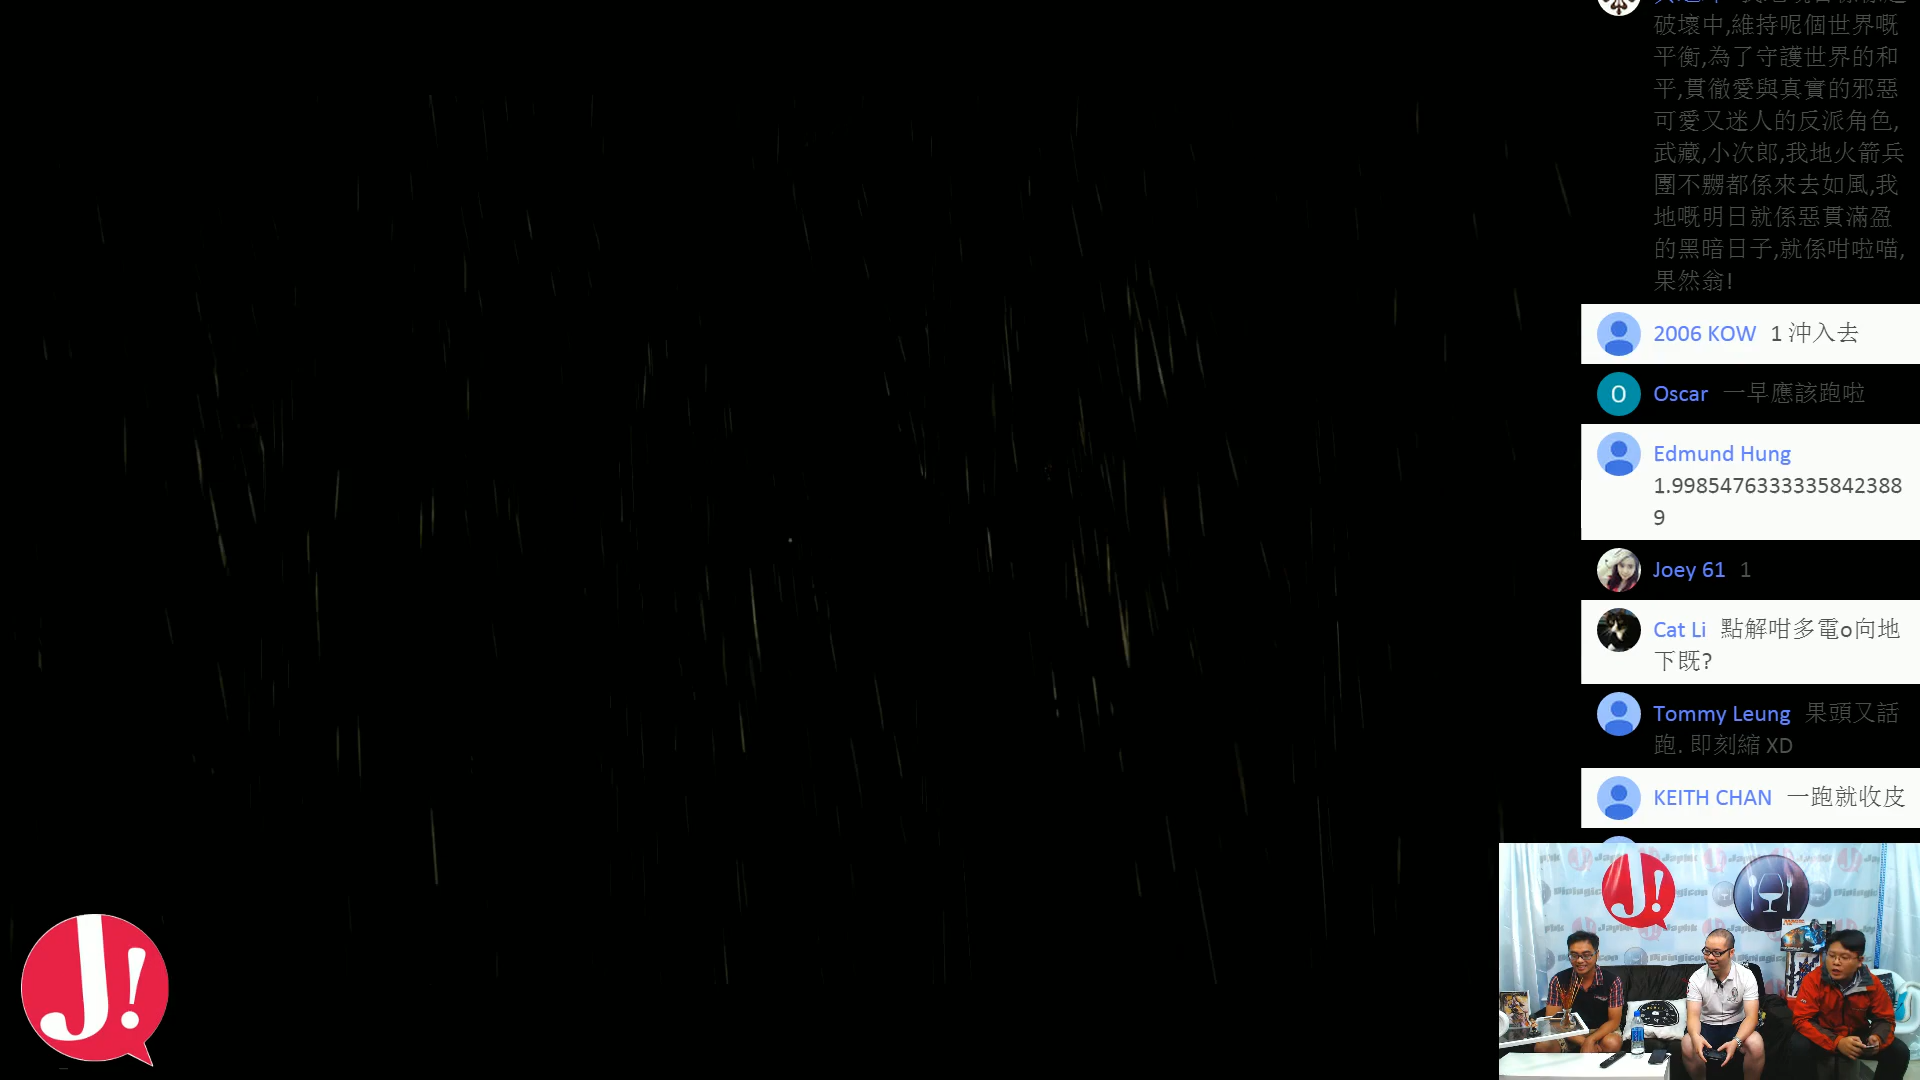 破壞中,維持呢個世界嘅
平衡,為了守護世界的和
平,貫徹愛與真實的邪惡
可愛又迷人的反派角色,
武藏,小次郎,我地火箭兵
團不嬲都係來去如風,我
地嘅明日就係惡貫滿盈
的黑暗日子,就係咁啦喵,
果然翁!
2006 KOW 1 沖入去
O Oscar 一早應該跑啦
Edmund Hung
1.9985476333335842388
9
Joey 61 1
Cat Li 點解咁多電o向地
下既?
Tommy Leung 果頭又話
跑. 即刻縮 XD
KEITH CHAN 一跑就收皮
J!
J!